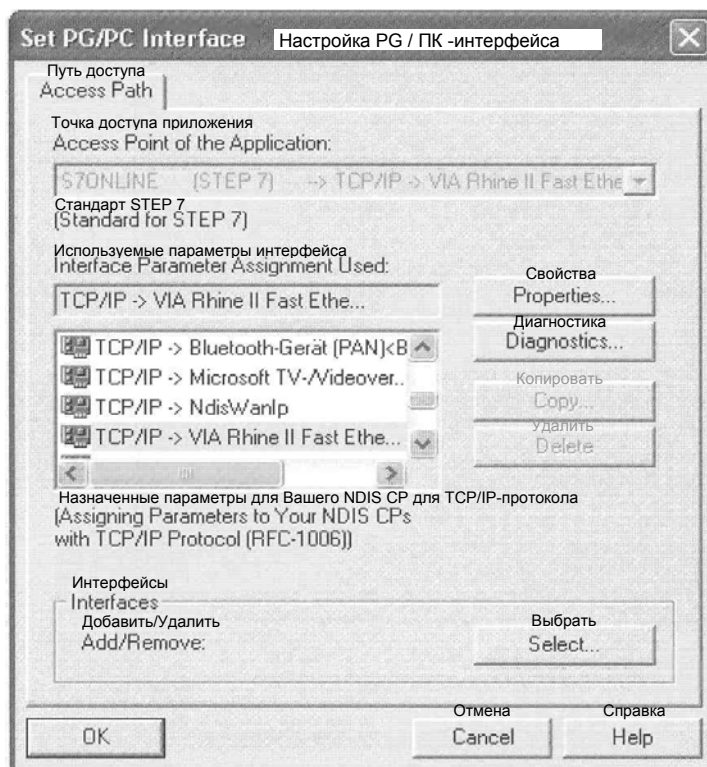 Set PG/PC Interface Настройка PG / ПК -интерфейса
Путь доступа
Access Path
Точка доступа приложения
Access Point of the Application:
S7ONLINE (STEP 7) --> TCP/IP -> VIA Rhine II Fast Ethe
Стандарт STEP 7
(Standard for STEP 7)
Используемые параметры интерфейса
Interface Parameter Assignment Used:
TCP/IP -> VIA Rhine II Fast Ethe...
Свойства
Properties...
Диагностика
Diagnostics...
TCP/IP -> Bluetooth-Gerät (PAN)<B
TCP/IP -> Microsoft TV-/Videover..
TCP/IP -> NdisWanIp
TCP/IP -> VIA Rhine II Fast Ethe...
Копировать
Copy...
Удалить
Delete
Назначенные параметры для Вашего NDIS CP для TCP/IP-протокола
(Assigning Parameters to Your NDIS CPs
with TCP/IP Protocol (RFC-1006))
Интерфейсы
Interfaces
Добавить/Удалить
Add/Remove:
Выбрать
Select...
OK
Отмена
Cancel
Справка
Help